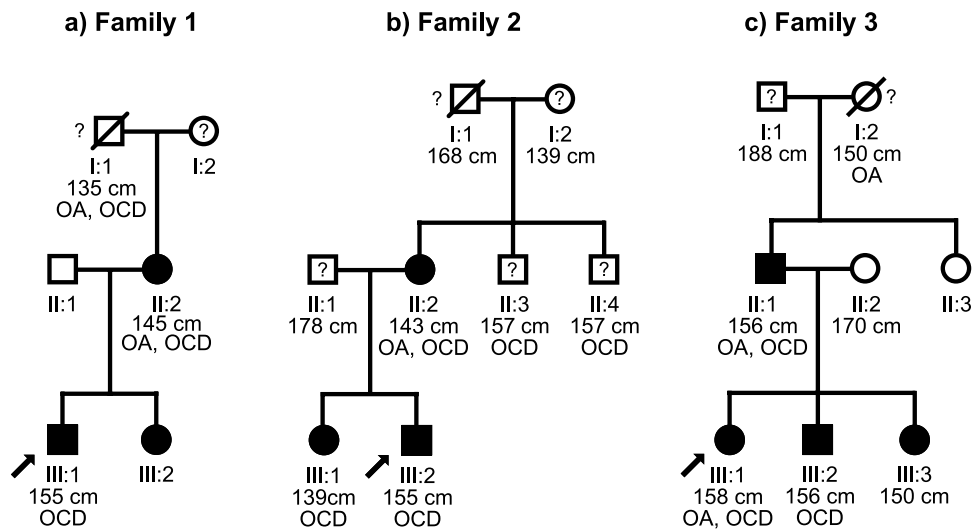 a) Family 1
?
?
I:1
135 cm
OA, OCD
I:2
II:1
II:2
145 cm
OA, OCD
III:1
155 cm
OCD
III:2
b) Family 2
?
?
I:1
168 cm
I:2
139 cm
?
II:1
178 cm
II:2
143 cm
OA, OCD
?
II:3
157 cm
OCD
?
II:4
157 cm
OCD
III:1
139cm
OCD
III:2
155 cm
OCD
c) Family 3
?
I:1
188 cm
?
I:2
150 cm
OA
II:1
156 cm
OA, OCD
II:2
170 cm
II:3
III:1
158 cm
OA, OCD
III:2
156 cm
OCD
III:3
150 cm